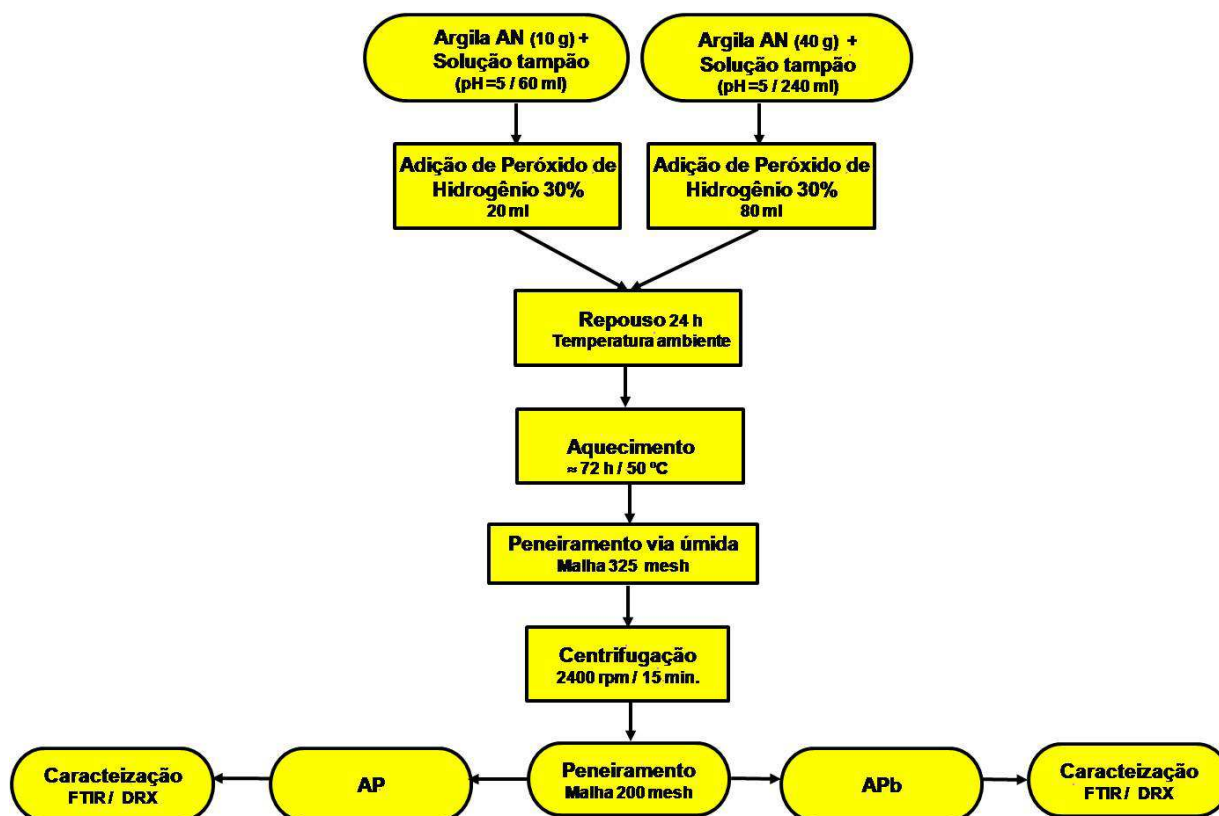 Argila AN (10 g) +
Solução tampão
(pH =5 / 60 ml)
Argila AN (40 g) +
Solução tampão
(pH =5 / 240 ml)
Adição de Peróxido de
Hidrogênio 30%
20 ml
Adição de Peróxido de
Hidrogênio 30%
80 ml
Repouso 24 h
Temperatura ambiente
Aquecimento
≈ 72 h / 50 ºC
Peneiramento via úmida
Malha 325 mesh
Centrifugação
2400 rpm / 15 min.
Caracteização
FTIR / DRX
AP
Peneiramento
Malha 200 mesh
APb
Caracteização
FTIR / DRX